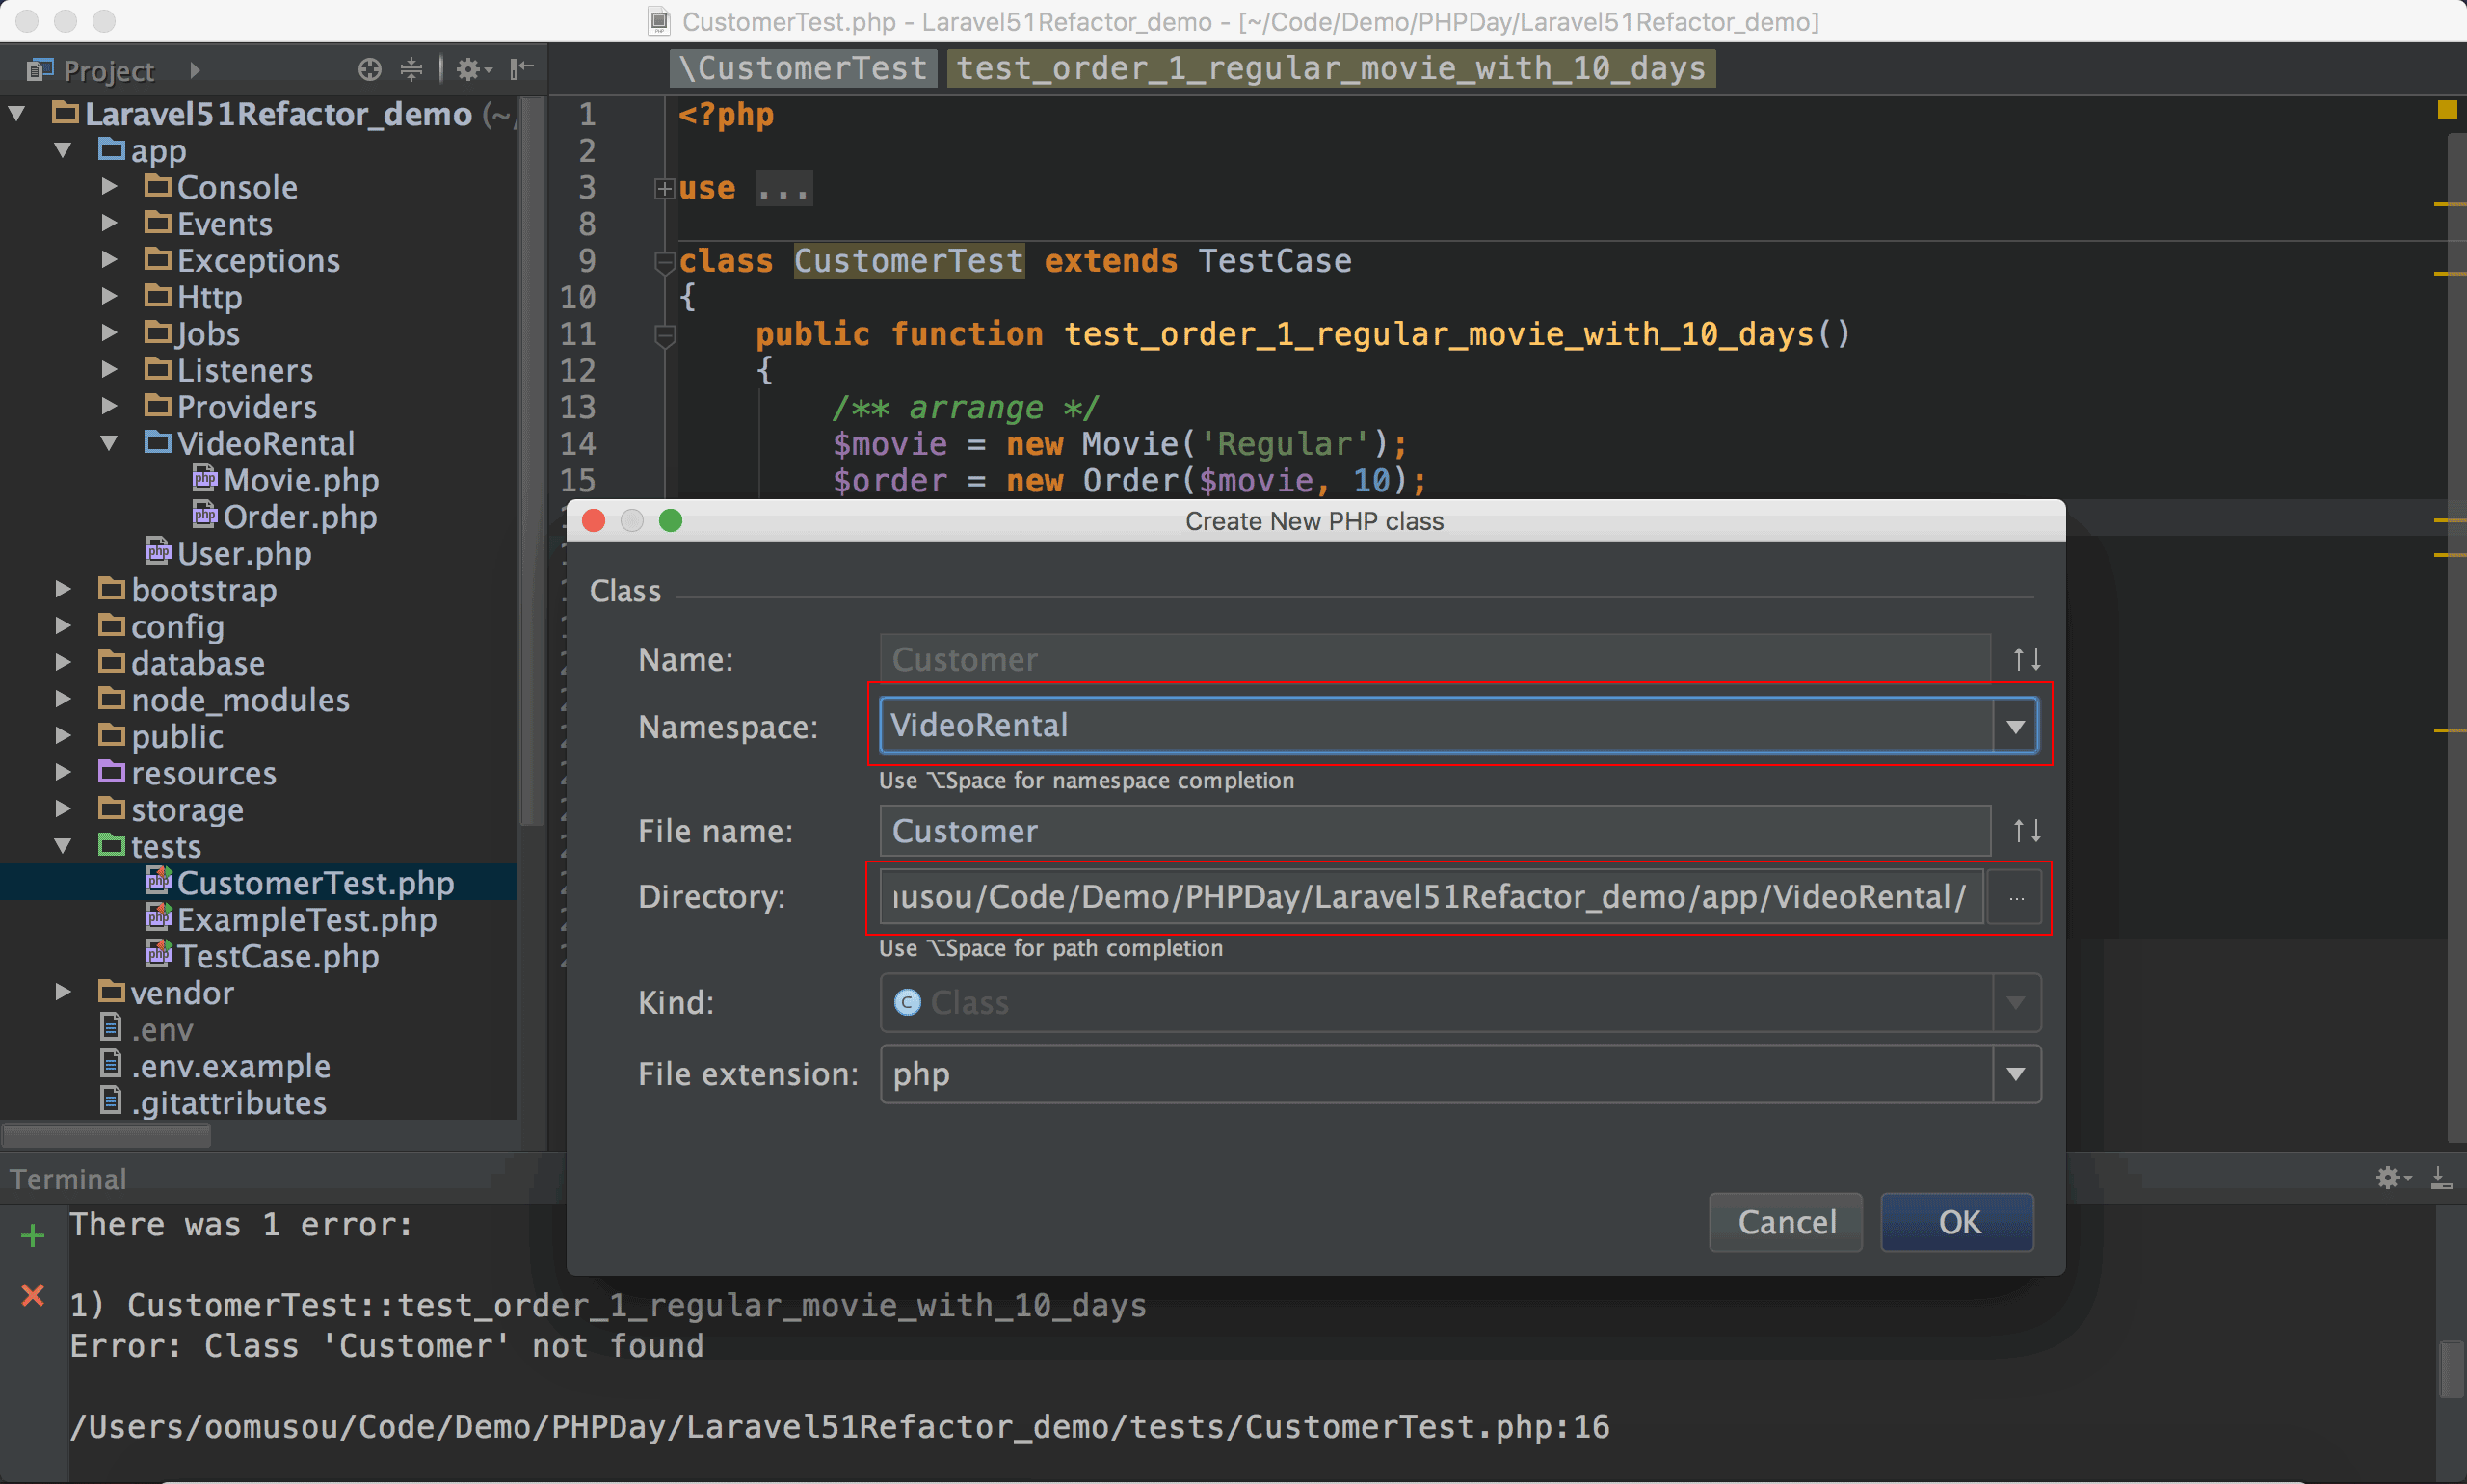 CustomerTest.php - Laravel51Refactor_demo - [~/Code/Demo/PHPDay/Laravel51Refactor_demo]
Project
\CustomerTest test_order_1_regular_movie_with_10_days
Laravel51Refactor_demo (~/
app
Console
Events
Exceptions
Http
Jobs
Listeners
Providers
VideoRental
Movie.php
Order.php
User.php
bootstrap
config
database
node_modules
public
resources
storage
tests
CustomerTest.php
ExampleTest.php
TestCase.php
vendor
.env
.env.example
.gitattributes
1 <?php
2
3 use ...
8
9 class CustomerTest extends TestCase
10 {
11 public function test_order_1_regular_movie_with_10_days()
12 {
13 /** arrange */
14 $movie = new Movie('Regular');
15 $order = new Order($movie, 10);
Create New PHP class
Class
Name: Customer
Namespace: VideoRental
Use ⌥Space for namespace completion
File name: Customer
Directory: usou/Code/Demo/PHPDay/Laravel51Refactor_demo/app/VideoRental/ ...
Use ⌥Space for path completion
Kind: C Class
File extension: php
Cancel OK
Terminal
There was 1 error:
1) CustomerTest::test_order_1_regular_movie_with_10_days
Error: Class 'Customer' not found
/Users/oomusou/Code/Demo/PHPDay/Laravel51Refactor_demo/tests/CustomerTest.php:16